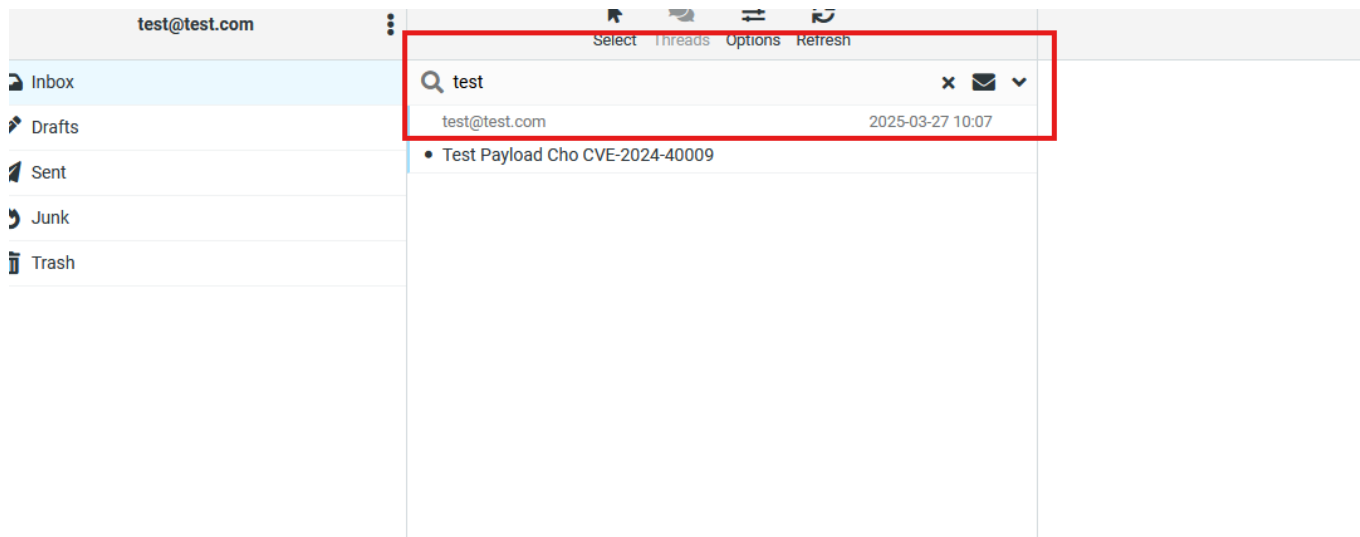 test@test.com
Select Threads Options Refresh
Inbox
Drafts
Sent
Junk
Trash
test
test@test.com 2025-03-27 10:07
Test Payload Cho CVE-2024-40009